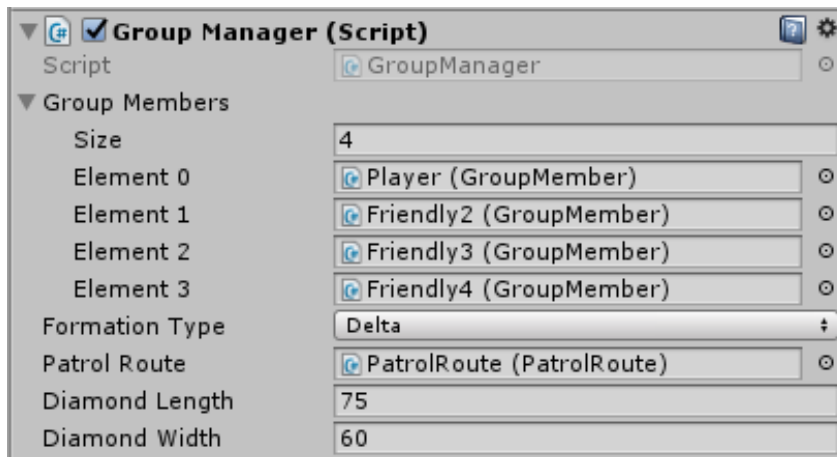 Group Manager (Script)
Script GroupManager
Group Members
Size 4
Element 0 Player (GroupMember)
Element 1 Friendly2 (GroupMember)
Element 2 Friendly3 (GroupMember)
Element 3 Friendly4 (GroupMember)
Formation Type Delta
Patrol Route PatrolRoute (PatrolRoute)
Diamond Length 75
Diamond Width 60